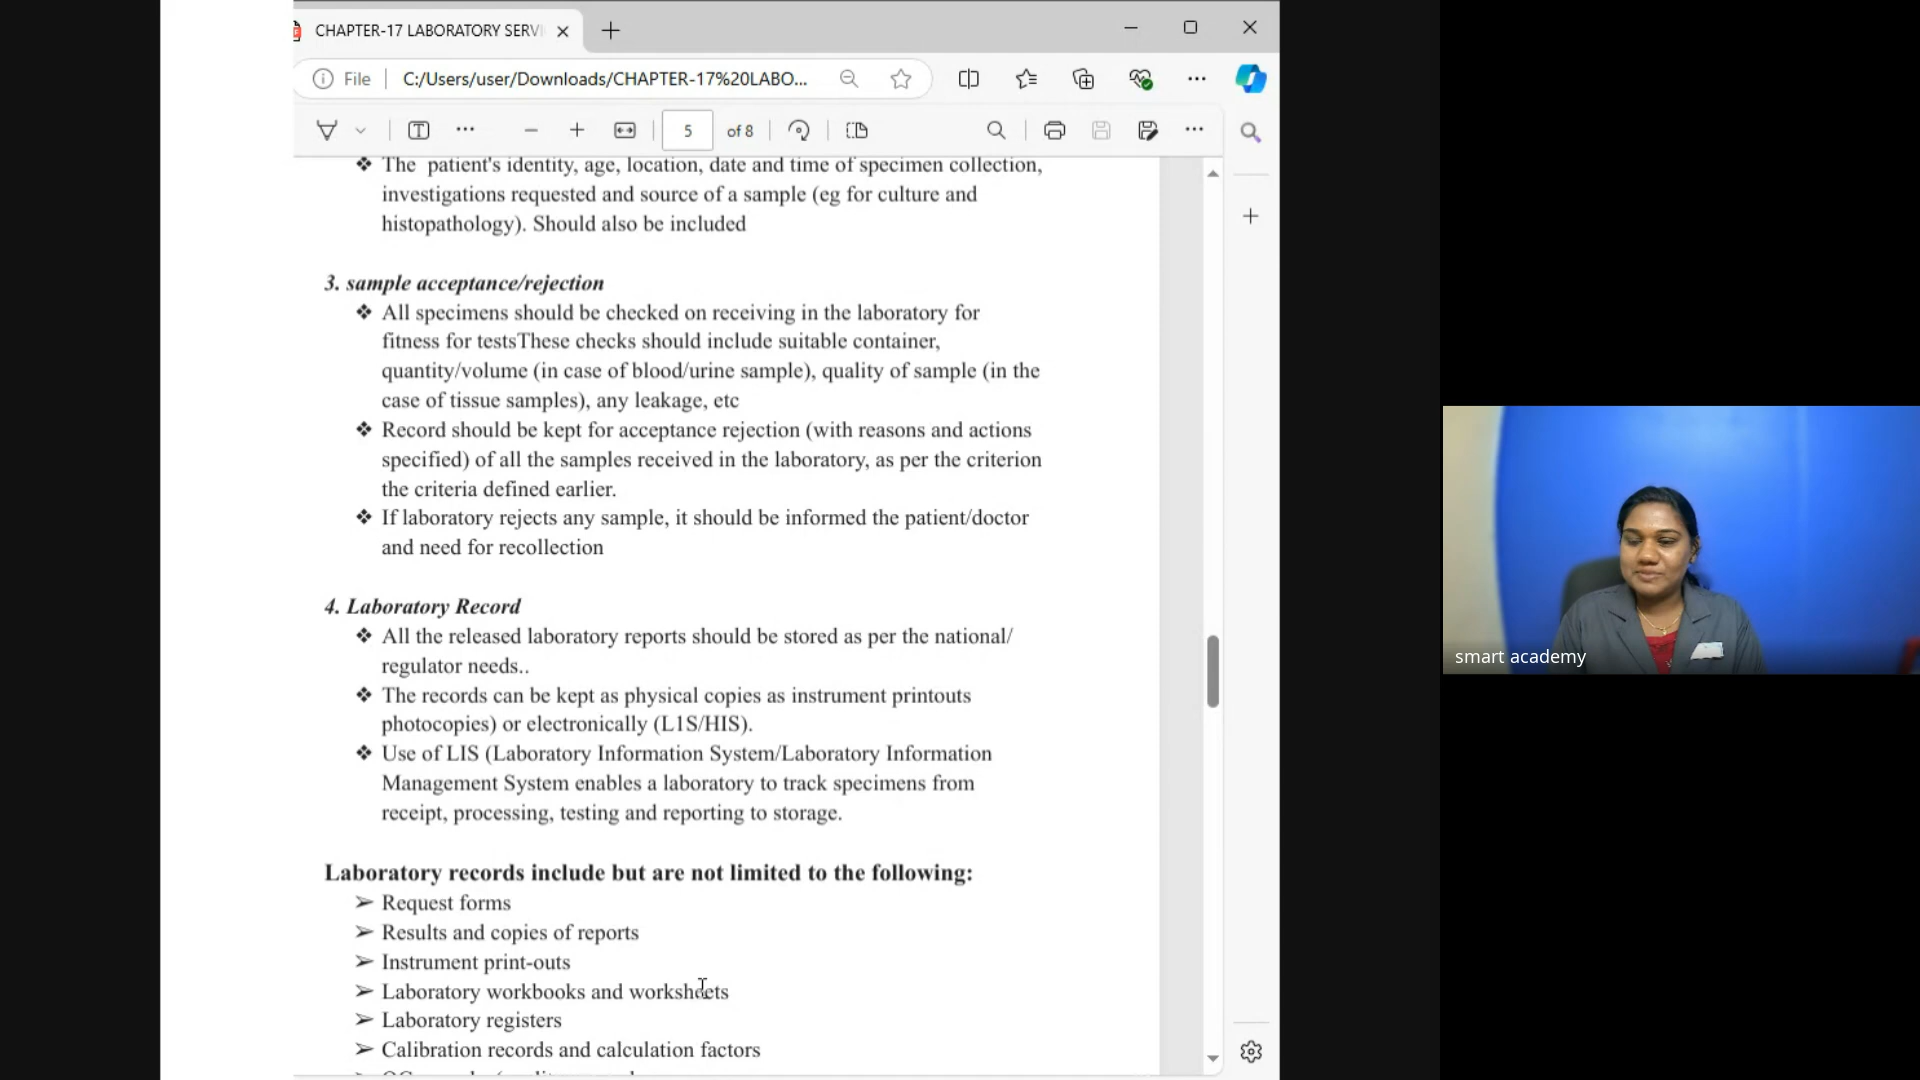 CHAPTER-17 LABORATORY SERVI
File
C:/Users/user/Downloads/CHAPTER-17%20LABO...
5 of 8
❖ The patient's identity, age, location, date and time of specimen collection,
investigations requested and source of a sample (eg for culture and
histopathology). Should also be included
3. sample acceptance/rejection
❖ All specimens should be checked on receiving in the laboratory for
fitness for testsThese checks should include suitable container,
quantity/volume (in case of blood/urine sample), quality of sample (in the
case of tissue samples), any leakage, etc
❖ Record should be kept for acceptance rejection (with reasons and actions
specified) of all the samples received in the laboratory, as per the criterion
the criteria defined earlier.
❖ If laboratory rejects any sample, it should be informed the patient/doctor
and need for recollection
4. Laboratory Record
❖ All the released laboratory reports should be stored as per the national/
regulator needs..
❖ The records can be kept as physical copies as instrument printouts
photocopies) or electronically (L1S/HIS).
❖ Use of LIS (Laboratory Information System/Laboratory Information
Management System enables a laboratory to track specimens from
receipt, processing, testing and reporting to storage.
Laboratory records include but are not limited to the following:
➢ Request forms
➢ Results and copies of reports
➢ Instrument print-outs
➢ Laboratory workbooks and worksheets
➢ Laboratory registers
➢ Calibration records and calculation factors
smart academy